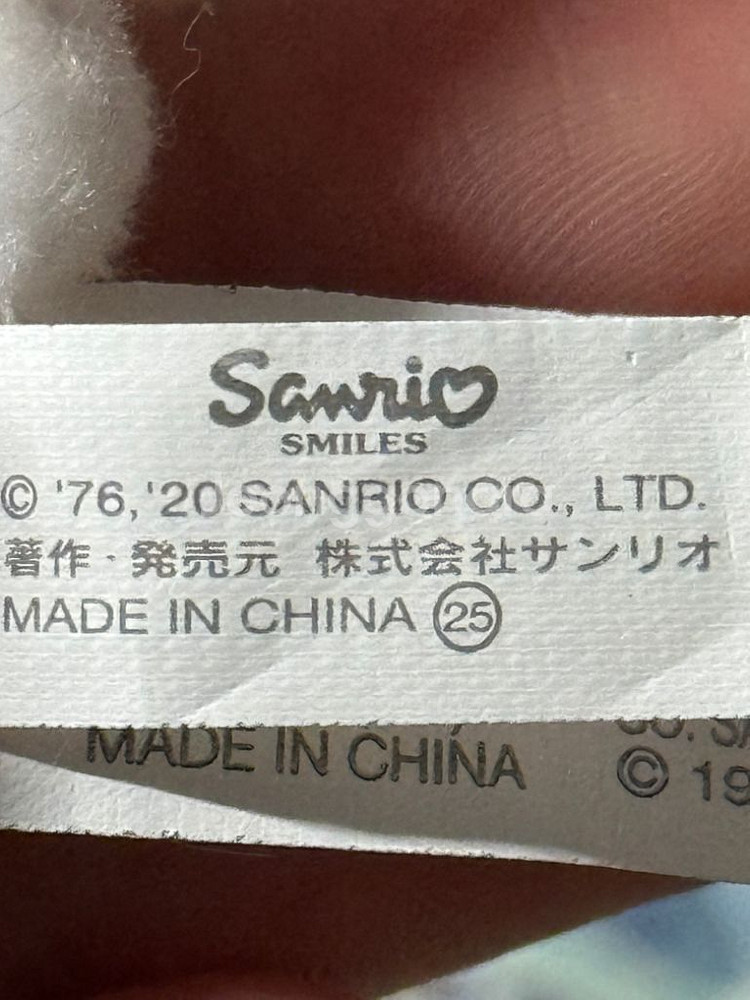 Sanrio
SMILES
© '76,'20 SANRIO CO., LTD.
著作・発売元 株式会社サンリオ
MADE IN CHINA ㉕
MADE IN CHINA
© 19